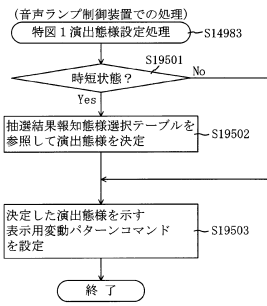 (音声ランプ制御装置での処理)
特図1演出態様設定処理
S14983
S19501
時短状態?
No
Yes
抽選結果報知態様選択テーブルを
参照して演出態様を決定
S19502
決定した演出態様を示す
表示用変動パターンコマンド
を設定
S19503
終了